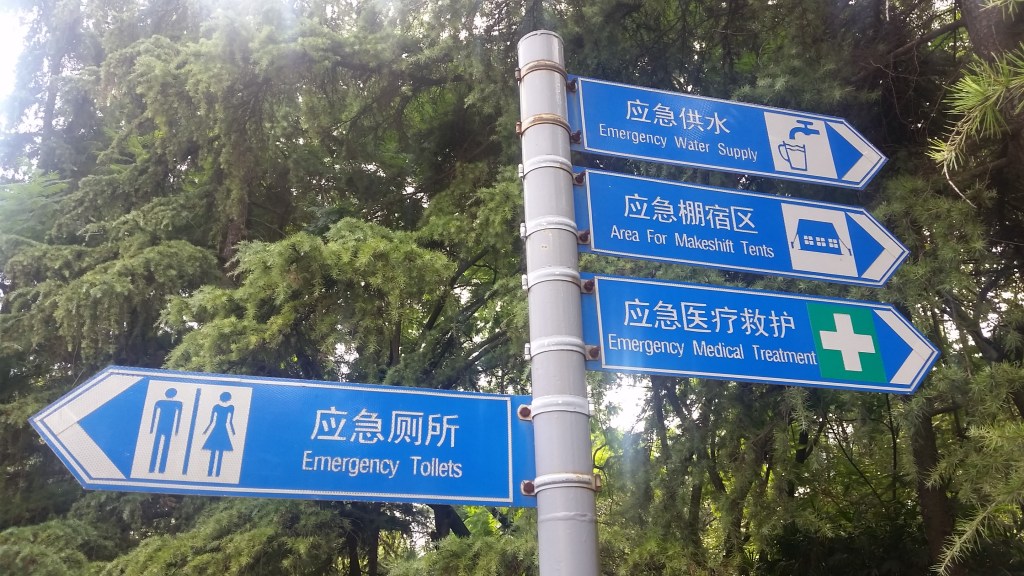 应急供水
Emergency Water Supply
应急棚宿区
Area For Makeshift Tents
应急医疗救护
Emergency Medical Treatment
应急厕所
Emergency Tollets